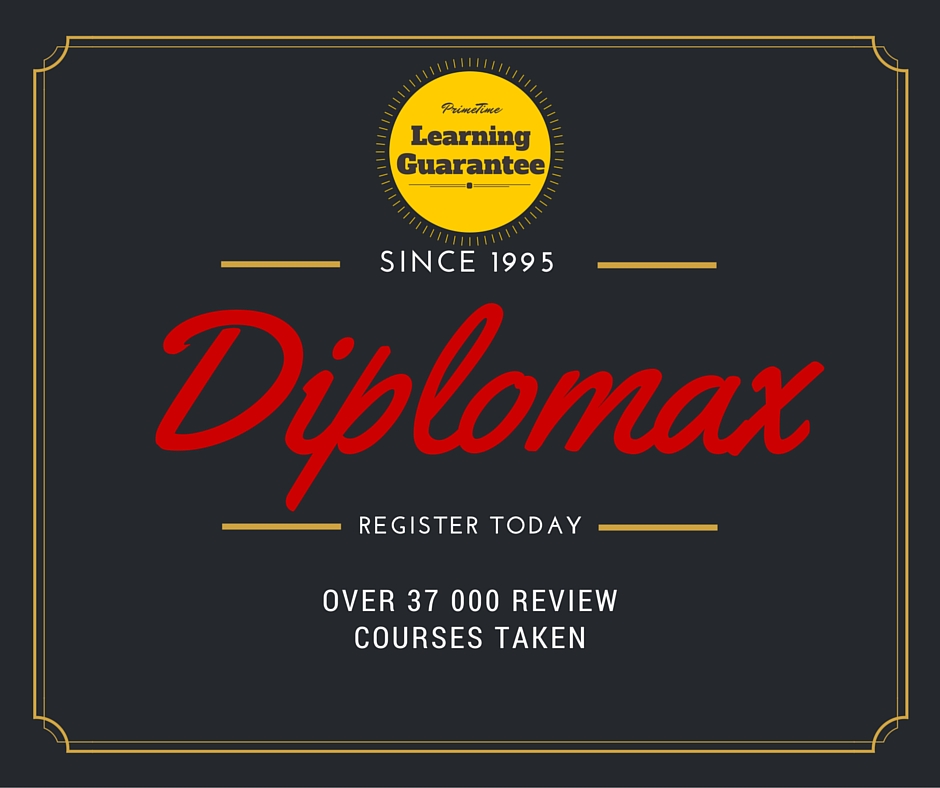 PrimeTime
Learning
Guarantee
SINCE 1995
Diplomax
REGISTER TODAY
OVER 37 000 REVIEW
COURSES TAKEN